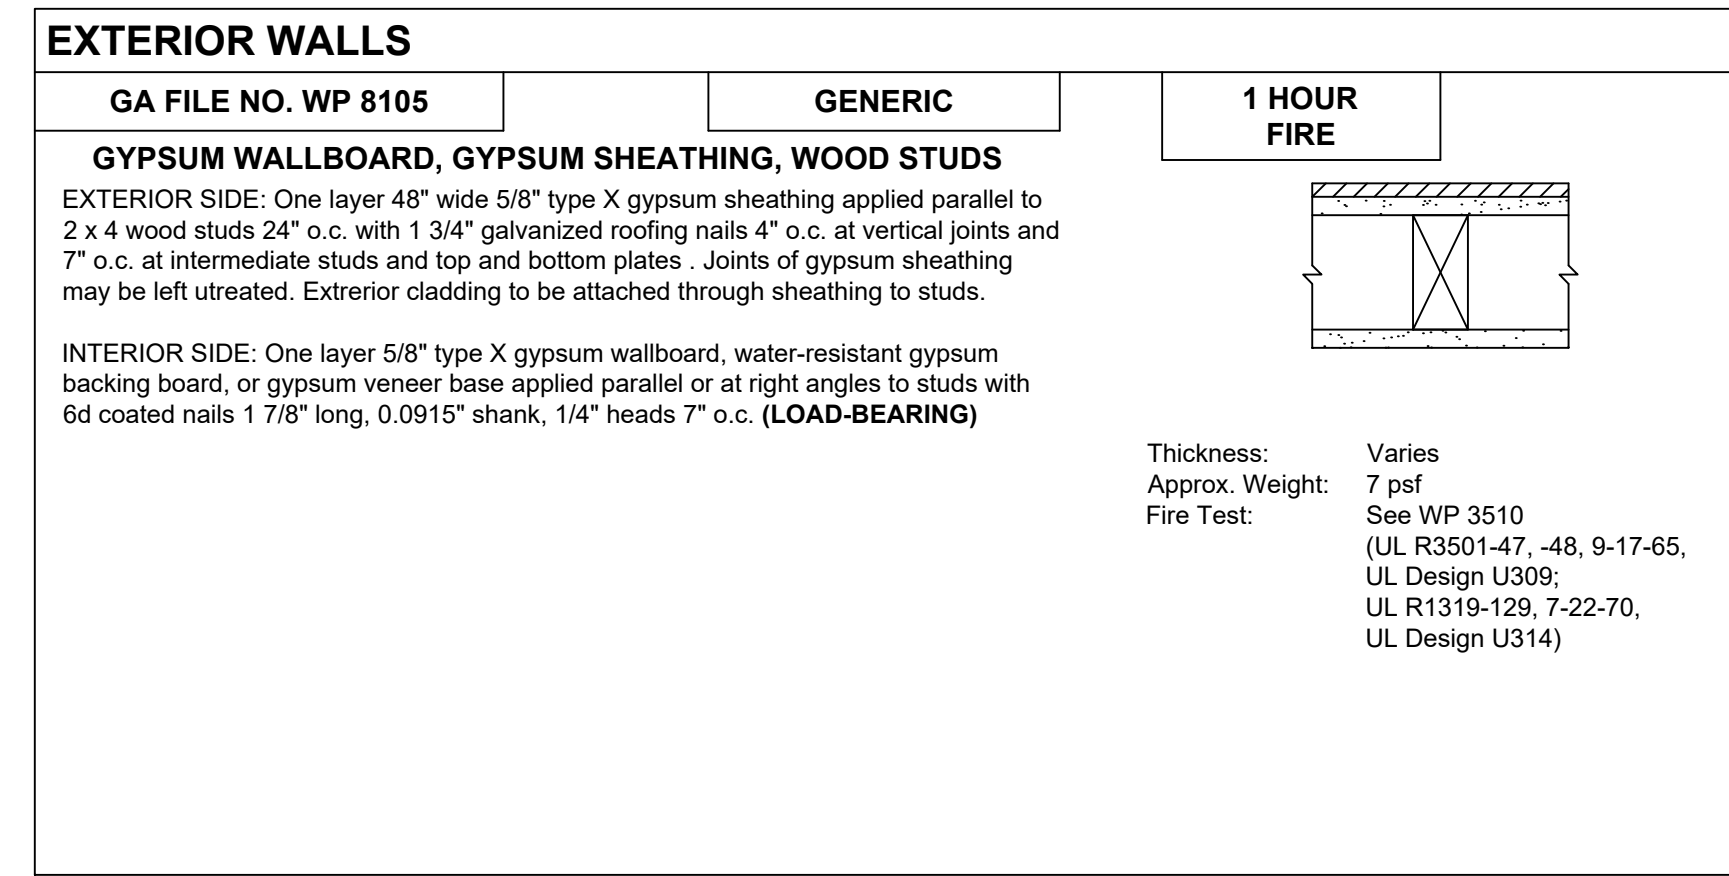 EXTERIOR WALLS
GA FILE NO. WP 8105
GENERIC
1 HOUR
FIRE
GYPSUM WALLBOARD, GYPSUM SHEATHING, WOOD STUDS
EXTERIOR SIDE: One layer 48" wide 5/8" type X gypsum sheathing applied parallel to
2 x 4 wood studs 24" o.c. with 1 3/4" galvanized roofing nails 4" o.c. at vertical joints and
7" o.c. at intermediate studs and top and bottom plates . Joints of gypsum sheathing
may be left utreated. Extrerior cladding to be attached through sheathing to studs.
INTERIOR SIDE: One layer 5/8" type X gypsum wallboard, water-resistant gypsum
backing board, or gypsum veneer base applied parallel or at right angles to studs with
6d coated nails 1 7/8" long, 0.0915" shank, 1/4" heads 7" o.c. (LOAD-BEARING)
Thickness: Varies
Approx. Weight: 7 psf
Fire Test: See WP 3510
(UL R3501-47, -48, 9-17-65,
UL Design U309;
UL R1319-129, 7-22-70,
UL Design U314)